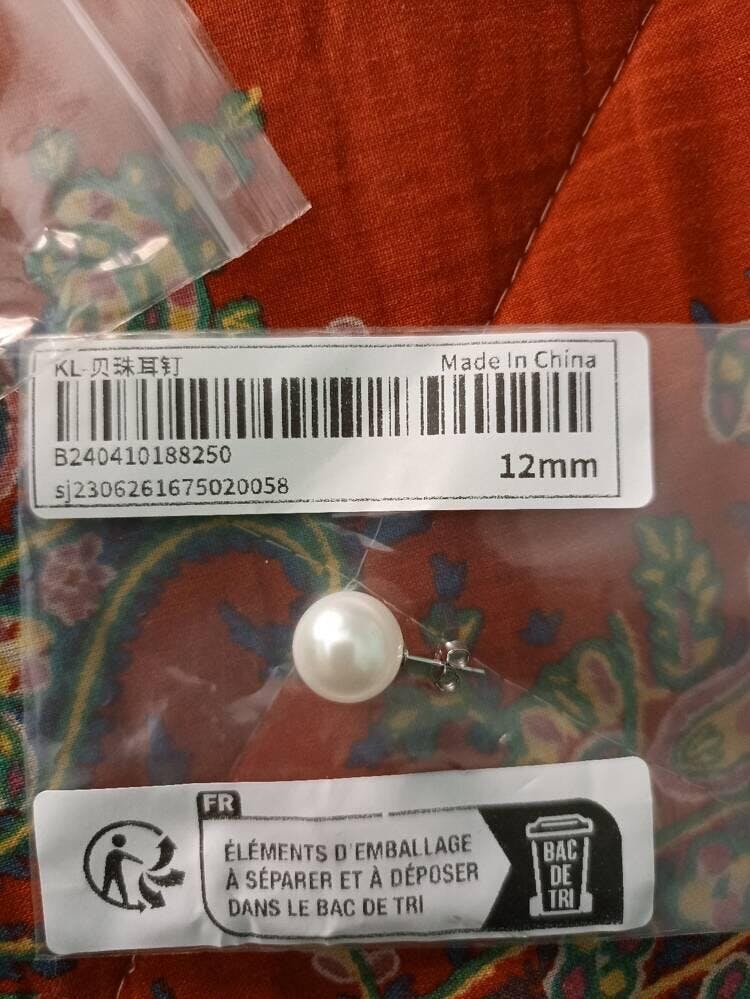 KL-贝珠耳钉 Made In China
B240410188250
12mm
sj2306261675020058
FR
ÉLÉMENTS D'EMBALLAGE
À SÉPARER ET À DÉPOSER
DANS LE BAC DE TRI
BAC
DE
TRI